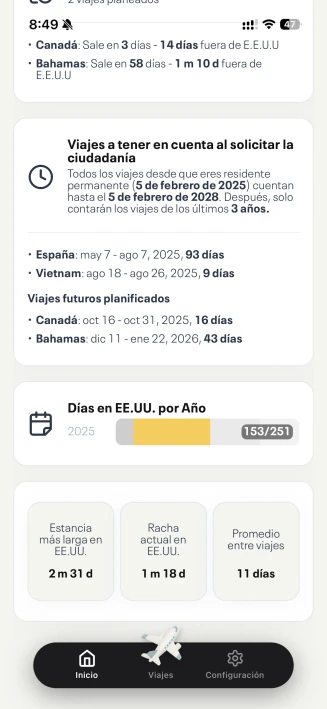 2 viajes planeados
8:49
47
• Canadá: Sale en 3 días - 14 días fuera de E.E.U.U
• Bahamas: Sale en 58 días - 1 m 10 d fuera de
E.E.U.U
Viajes a tener en cuenta al solicitar la
ciudadanía
Todos los viajes desde que eres residente
permanente (5 de febrero de 2025) cuentan
hasta el 5 de febrero de 2028. Después, solo
contarán los viajes de los últimos 3 años.
• España: may 7 - ago 7, 2025, 93 días
• Vietnam: ago 18 - ago 26, 2025, 9 días
Viajes futuros planificados
• Canadá: oct 16 - oct 31, 2025, 16 días
• Bahamas: dic 11 - ene 22, 2026, 43 días
Días en EE.UU. por Año
2025
153/251
Estancia
más larga en
EE.UU.
2 m 31 d
Racha
actual en
EE.UU.
1 m 18 d
Promedio
entre viajes
11 días
Inicio
Viajes
Configuración